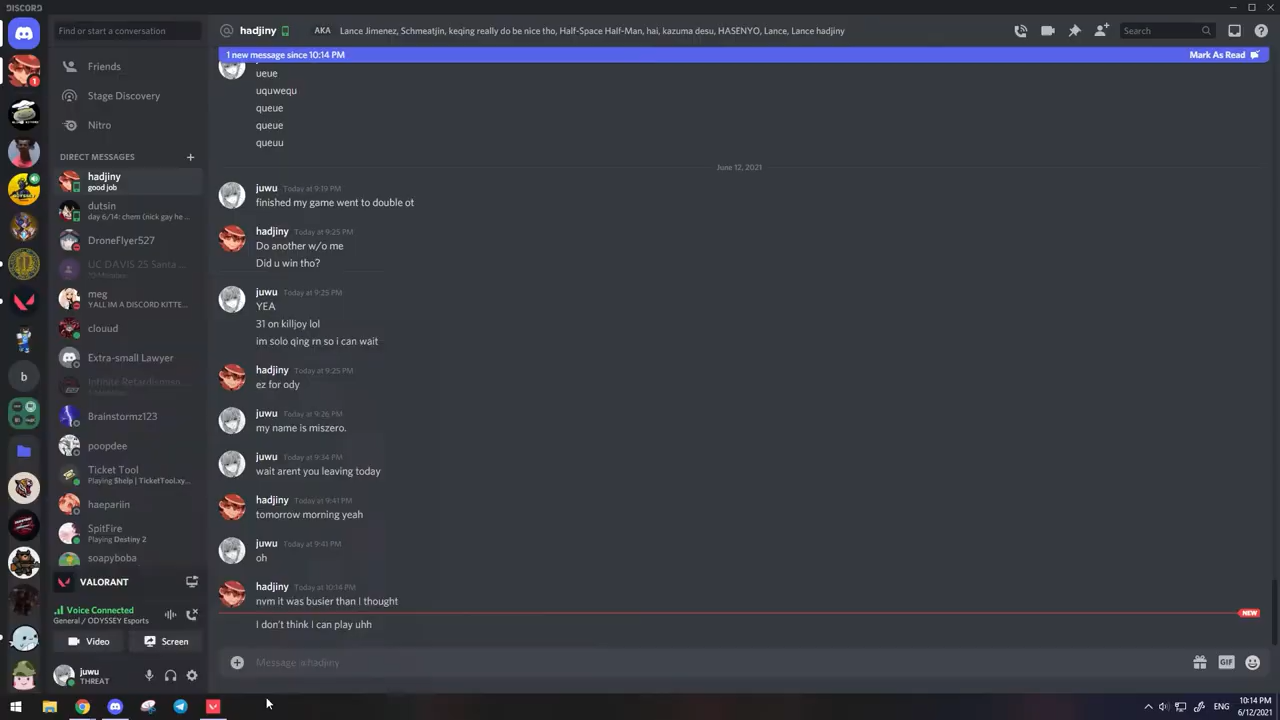 DISCORD
Find or start a conversation
hadjiny
AKA
Lance Jimenez, Schmeatjin, keqing really do be nice tho, Half-Space Half-Man, hai, kazuma desu, HASENYO, Lance, Lance hadjiny
Search
1 new message since 10:14 PM
Mark As Read
Friends
Stage Discovery
Nitro
DIRECT MESSAGES
hadjiny
good job
dutsin
day 6/14: chem (nick gay he ...
DroneFlyer527
UC DAVIS 25 Santa ...
meg
YALL IM A DISCORD KITTE...
clouud
Extra-small Lawyer
Brainstormz123
poopdee
Ticket Tool
Playing $help | TicketTool.xy...
haepariin
SpitFire
Playing Destiny 2
soapyboba
VALORANT
Voice Connected
General / ODYSSEY Esports
Video
Screen
juwu
THREAT
1
b
ueue
uquwequ
queue
queue
queuu
June 12, 2021
juwu Today at 9:19 PM
finished my game went to double ot
hadjiny Today at 9:25 PM
Do another w/o me
Did u win tho?
juwu Today at 9:25 PM
YEA
31 on killjoy lol
im solo qing rn so i can wait
hadjiny Today at 9:25 PM
ez for ody
juwu Today at 9:26 PM
my name is miszero.
juwu Today at 9:34 PM
wait arent you leaving today
hadjiny Today at 9:41 PM
tomorrow morning yeah
juwu Today at 9:41 PM
oh
hadjiny Today at 10:14 PM
nvm it was busier than I thought
NEW
I don't think I can play uhh
Message @hadjiny
GIF
ENG
10:14 PM
6/12/2021